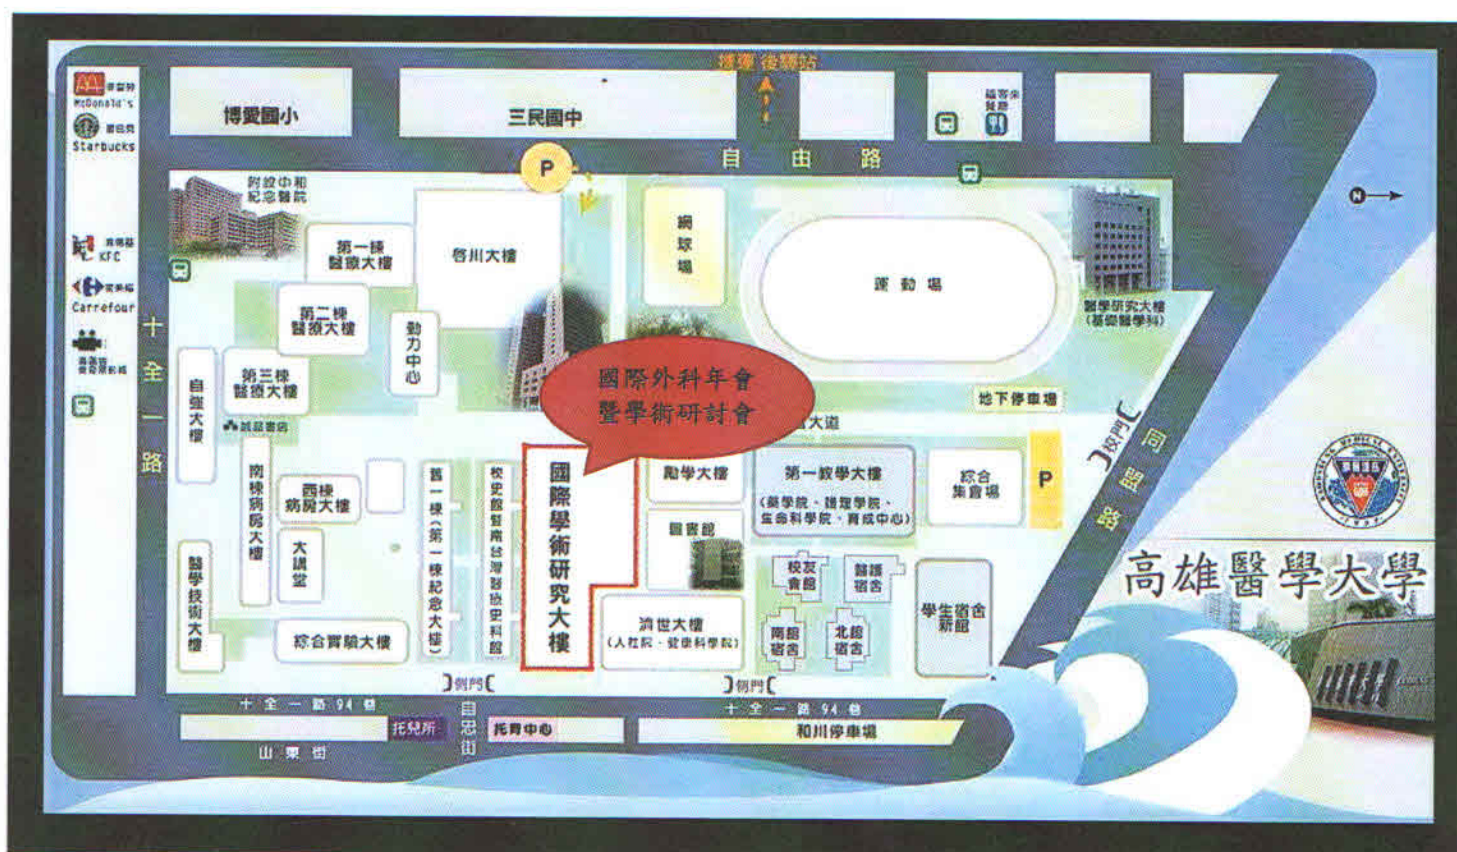 捷運 後驛站
麥當勞
McDonald's
星巴克
Starbucks
博愛國小
三民國中
福客來
餐廳
自由路
P
附設中和
紀念醫院
第一棟
醫療大樓
啓川大樓
網球場
運動場
N
肯德基
KFC
家樂福
Carrefour
第二棟
醫療大樓
動力中心
醫學研究大樓
(基礎醫學科)
十全一路
自強大樓
第三棟
醫療大樓
誠品書店
國際外科年會
暨學術研討會
地下停車場
大道
校門
同盟路
南棟病房大樓
西棟
病房大樓
舊一棟(第一棟紀念大樓)
校史館暨南台灣醫療史料館
國際學術研究大樓
勵學大樓
第一教學大樓
(藥學院、護理學院、
生命科學院、育成中心)
綜合
集會場
P
圖書館
大講堂
醫學技術大樓
校友
會館
醫護
宿舍
高雄醫學大學
綜合實驗大樓
濟世大樓
(人社院、健康科學院)
南館
宿舍
北館
宿舍
學生宿舍
新館
側門
側門
十全一路94巷
十全一路94巷
托兒所
自忠街
托育中心
和川停車場
山東街